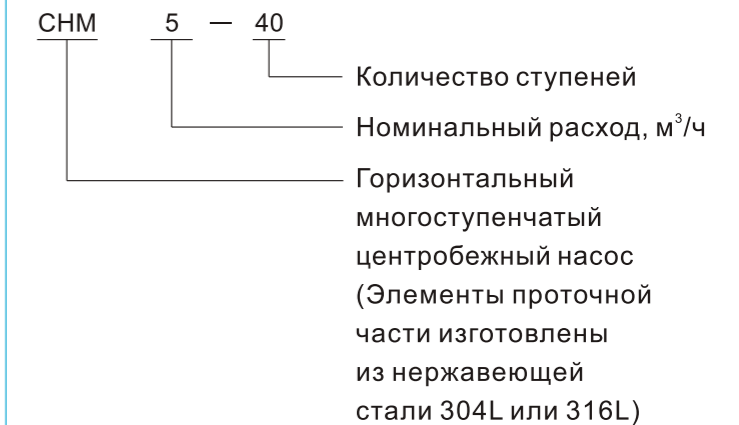 CHM 5 — 40
Количество ступеней
Номинальный расход, м³/ч
Горизонтальный
многоступенчатый
центробежный насос
(Элементы проточной
части изготовлены
из нержавеющей
стали 304L или 316L)